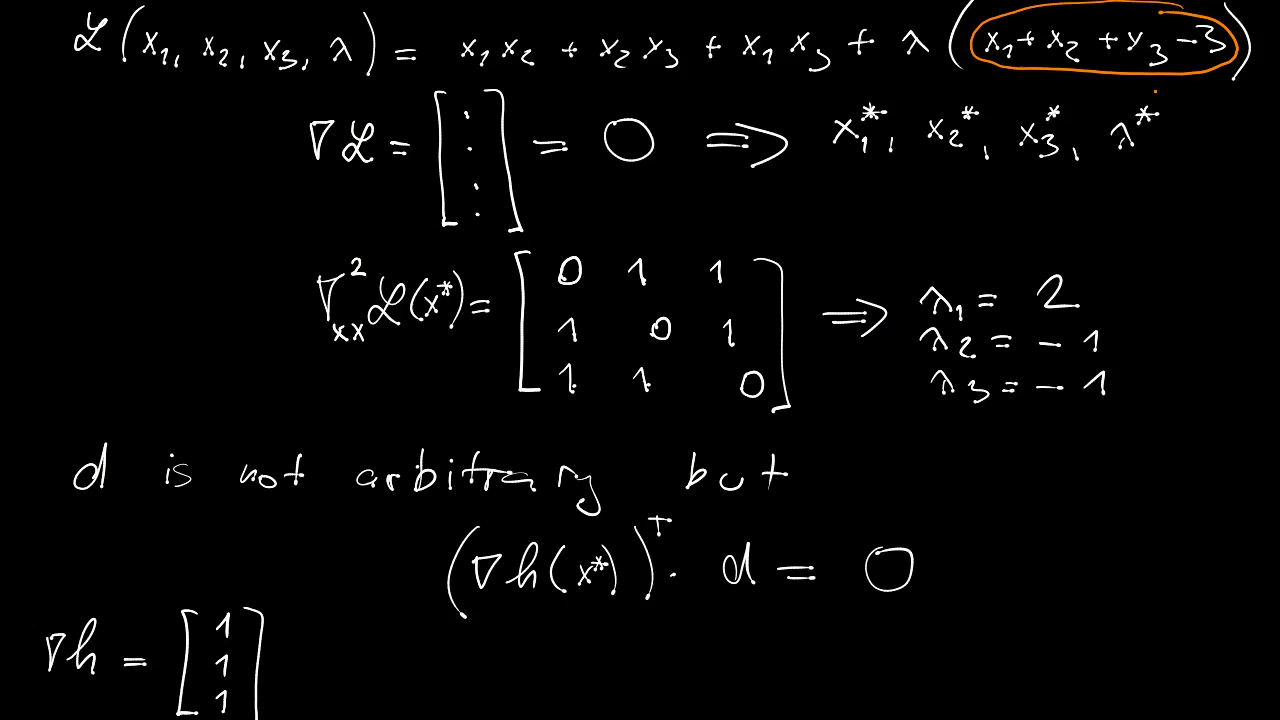 ℒ(x₁, x₂, x₃, λ) = x₁x₂ + x₂x₃ + x₁x₃ + λ(x₁+x₂+x₃−3)
∇ℒ = [⋮] = 0 ⟹ x₁*, x₂*, x₃*, λ*
∇²ₓₓℒ(x*) = [0 1 1; 1 0 1; 1 1 0] ⟹ λ₁ = 2
λ₂ = −1
λ₃ = −1
d is not arbitrary but
(∇h(x*))ᵀ · d = 0
∇h = [1 1 1]